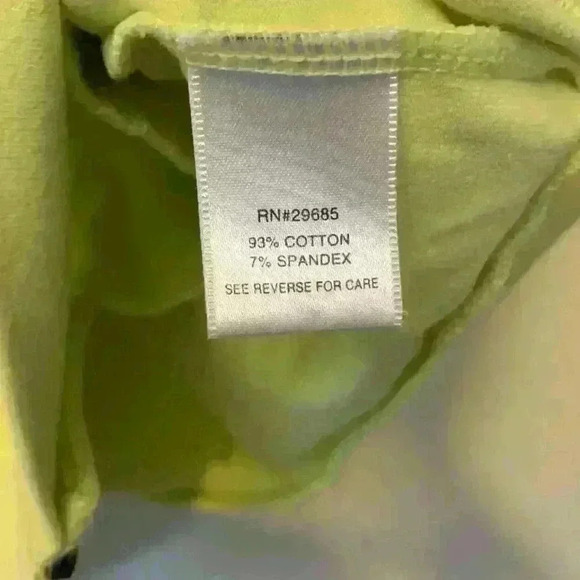 RN#29685
93% COTTON
7% SPANDEX
SEE REVERSE FOR CARE